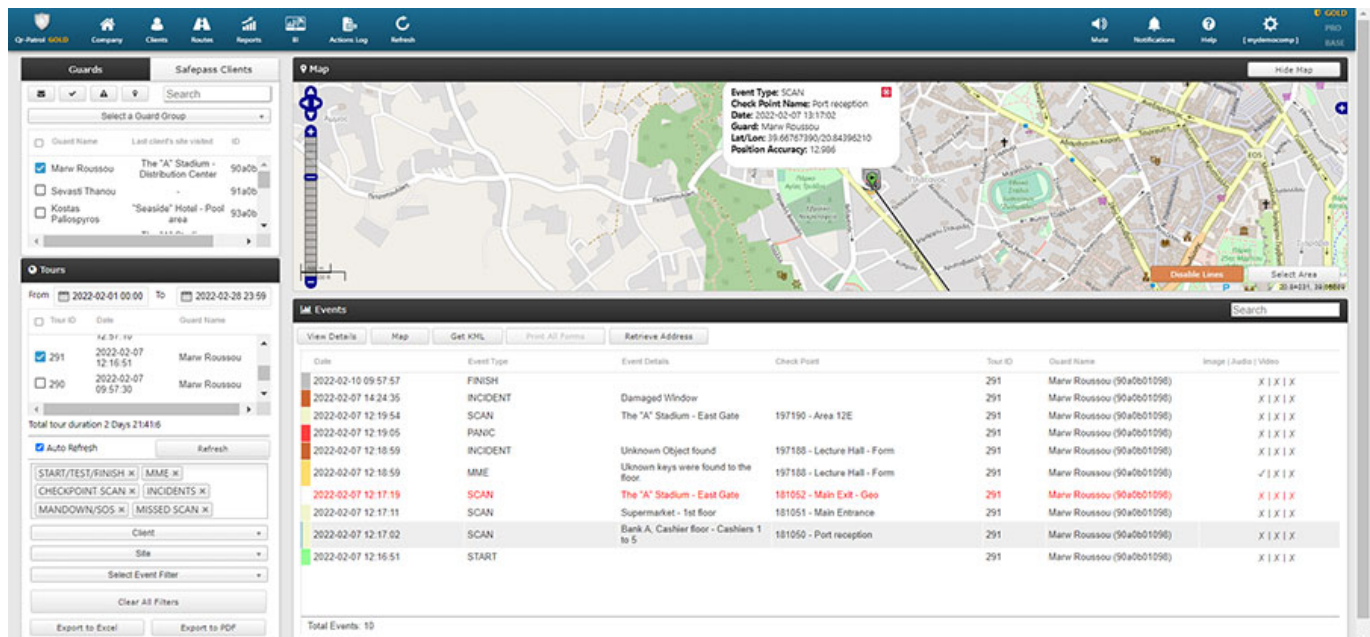 Qr-Patrol GOLD
Company
Clients
Routes
Reports
BI
Actions Log
Refresh
Mute
Notifications
Help
( mydemocomp )
GOLD
PRO
BASE
Guards
Safepass Clients
Search
Select a Guard Group
Guard Name Last client's site visited ID
Marw Roussou The "A" Stadium - Distribution Center 90a0b
Sevasti Thanou - 91a0b
Kostas Paliospyros "Seaside" Hotel - Pool area 93a0b
Tours
From 2022-02-01 00:00 To 2022-02-28 23:59
Tour ID Date Guard Name
291 2022-02-07 12:16:51 Marw Roussou
290 2022-02-07 09:57:30 Marw Roussou
Total tour duration 2 Days 21:41:6
Auto Refresh
Refresh
START/TEST/FINISH × MME ×
CHECKPOINT SCAN × INCIDENTS ×
MANDOWN/SOS × MISSED SCAN ×
Client
Site
Select Event Filter
Clear All Filters
Export to Excel
Export to PDF
Map
Hide Map
Event Type: SCAN
Check Point Name: Port reception
Date: 2022-02-07 13:17:02
Guard: Marw Roussou
Lat/Lon: 39.66767390/20.84396210
Position Accuracy: 12.986
Disable Lines
Select Area
Events
Search
View Details
Map
Get KML
Print All Forms
Retrieve Address
Date Event Type Event Details Check Point Tour ID Guard Name Image | Audio | Video
2022-02-10 09:57:57 FINISH 291 Marw Roussou (90a0b01098) X | X | X
2022-02-07 14:24:35 INCIDENT Damaged Window 291 Marw Roussou (90a0b01098) X | X | X
2022-02-07 12:19:54 SCAN The "A" Stadium - East Gate 197190 - Area 12E 291 Marw Roussou (90a0b01098) X | X | X
2022-02-07 12:19:05 PANIC 291 Marw Roussou (90a0b01098) X | X | X
2022-02-07 12:18:59 INCIDENT Unknown Object found 197188 - Lecture Hall - Form 291 Marw Roussou (90a0b01098) X | X | X
2022-02-07 12:18:59 MME Uknown keys were found to the floor. 197188 - Lecture Hall - Form 291 Marw Roussou (90a0b01098) ✓ | X | X
2022-02-07 12:17:19 SCAN The "A" Stadium - East Gate 181052 - Main Exit - Geo 291 Marw Roussou (90a0b01098) X | X | X
2022-02-07 12:17:11 SCAN Supermarket - 1st floor 181051 - Main Entrance 291 Marw Roussou (90a0b01098) X | X | X
2022-02-07 12:17:02 SCAN Bank A, Cashier floor - Cashiers 1 to 5 181050 - Port reception 291 Marw Roussou (90a0b01098) X | X | X
2022-02-07 12:16:51 START 291 Marw Roussou (90a0b01098) X | X | X
Total Events: 10